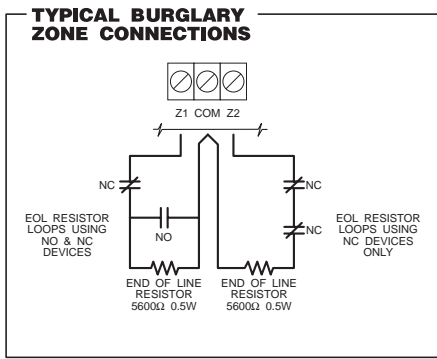 TYPICAL BURGLARY
ZONE CONNECTIONS
Z1 COM Z2
NC
NC
EOL RESISTOR
LOOPS USING
NO & NC
DEVICES
NO
NC
EOL RESISTOR
LOOPS USING
NC DEVICES
ONLY
END OF LINE
RESISTOR
5600Ω 0.5W
END OF LINE
RESISTOR
5600Ω 0.5W